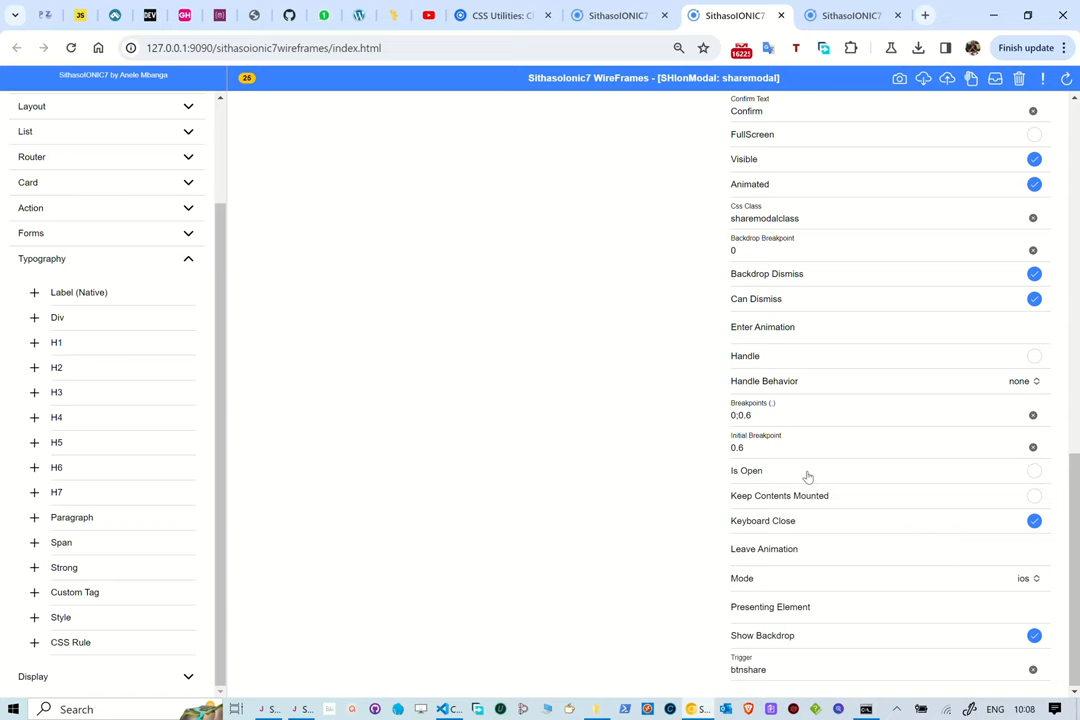 CSS Utilities: C
SithasoIONIC7
SithasoIONIC7
SithasoIONIC7
127.0.0.1:9090/sithasoionic7wireframes/index.html
16225
Finish update
SithasoIONIC7 by Anele Mbanga
25
SithasoIonic7 WireFrames - [SHIonModal: sharemodal]
Layout
List
Router
Card
Action
Forms
Typography
Label (Native)
Div
H1
H2
H3
H4
H5
H6
H7
Paragraph
Span
Strong
Custom Tag
Style
CSS Rule
Display
Confirm Text
Confirm
FullScreen
Visible
Animated
Css Class
sharemodalclass
Backdrop Breakpoint
0
Backdrop Dismiss
Can Dismiss
Enter Animation
Handle
Handle Behavior
none
Breakpoints (;)
0;0.6
Initial Breakpoint
0.6
Is Open
Keep Contents Mounted
Keyboard Close
Leave Animation
Mode
ios
Presenting Element
Show Backdrop
Trigger
btnshare
Search
S...
S...
C...
S...
ENG
10:08